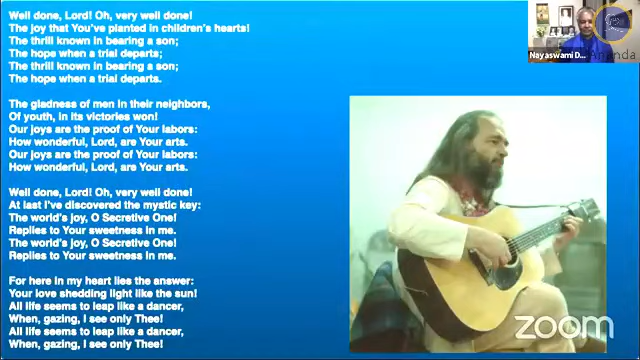 Well done, Lord! Oh, very well done!
The joy that You've planted in children's hearts!
The thrill known in bearing a son;
The hope when a trial departs;
The thrill known in bearing a son;
The hope when a trial departs.
The gladness of men in their neighbors,
Of youth, in its victories won!
Our joys are the proof of Your labors:
How wonderful, Lord, are Your arts.
Our joys are the proof of Your labors:
How wonderful, Lord, are Your arts.
Well done, Lord! Oh, very well done!
At last I've discovered the mystic key:
The world's joy, O Secretive One!
Replies to Your sweetness in me.
The world's joy, O Secretive One!
Replies to Your sweetness in me.
For here in my heart lies the answer:
Your love shedding light like the sun!
All life seems to leap like a dancer,
When, gazing, I see only Thee!
All life seems to leap like a dancer,
When, gazing, I see only Thee!
Nayaswami D...
zoom